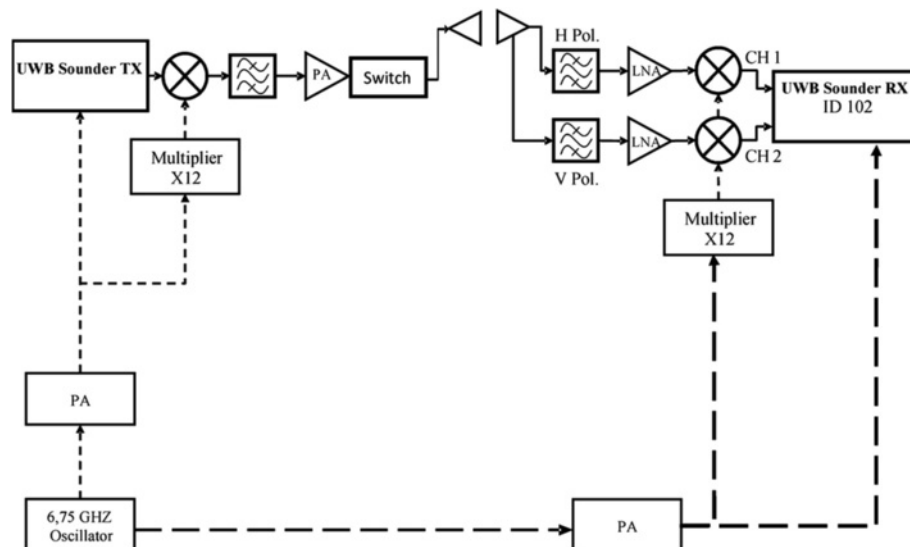 UWB Sounder TX
PA
Switch
H Pol.
LNA
CH 1
UWB Sounder RX
ID 102
Multiplier
X12
LNA
CH 2
V Pol.
Multiplier
X12
PA
6,75 GHZ
Oscillator
PA